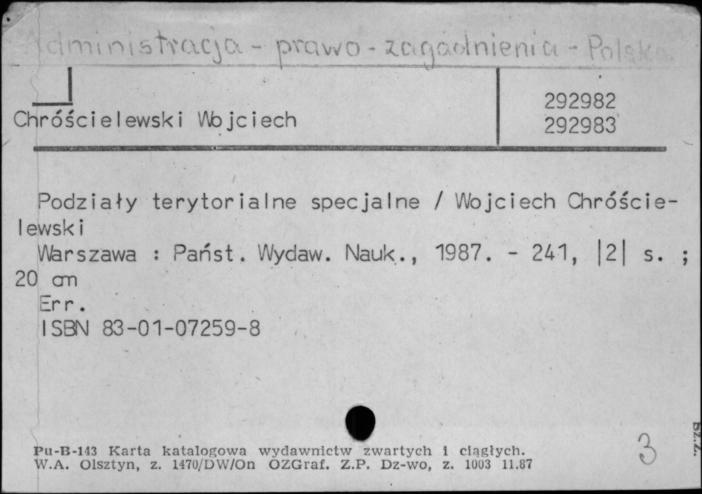 Administracja - prawo - zagadnienia - Polska.
Chróścielewski Wojciech
292982
292983
Podziały terytorialne specjalne / Wojciech Chróście-
lewski
Warszawa : Państ. Wydaw. Nauk., 1987. - 241, |2| s. ;
20 cm
Err.
ISBN 83-01-07259-8
3
Pu-B-143 Karta katalogowa wydawnictw zwartych i ciągłych.
W.A. Olsztyn, z. 1470/DW/On OZGraf. Z.P. Dz-wo, z. 1003 11.87
Bz.z.